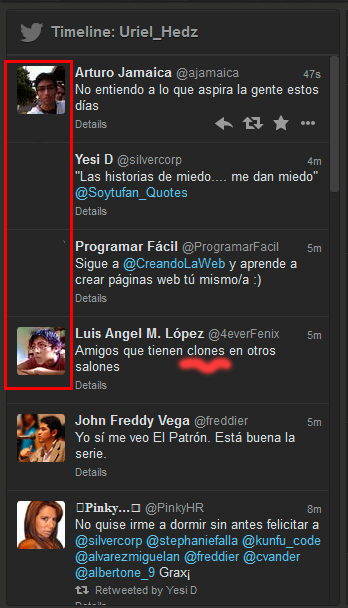 Timeline: Uriel_Hedz
Arturo Jamaica @ajamaica 47s
No entiendo a lo que aspira la gente estos
días
Details
Yesi D @silvercorp 4m
"Las historias de miedo.... me dan miedo"
@Soytufan_Quotes
Details
Programar Fácil @ProgramarFacil 5m
Sigue a @CreandoLaWeb y aprende a
crear páginas web tú mismo/a :)
Details
Luis Angel M. López @4everFenix 5m
Amigos que tienen clones en otros
salones
Details
John Freddy Vega @freddier 5m
Yo sí me veo El Patrón. Está buena la
serie.
Details
Pinky...□ @PinkyHR 8m
No quise irme a dormir sin antes felicitar a
@silvercorp @stephaniefalla @kunfu_code
@alvarezmiguelan @freddier @cvander
@albertone_9 Grax¡
Retweeted by Yesi D